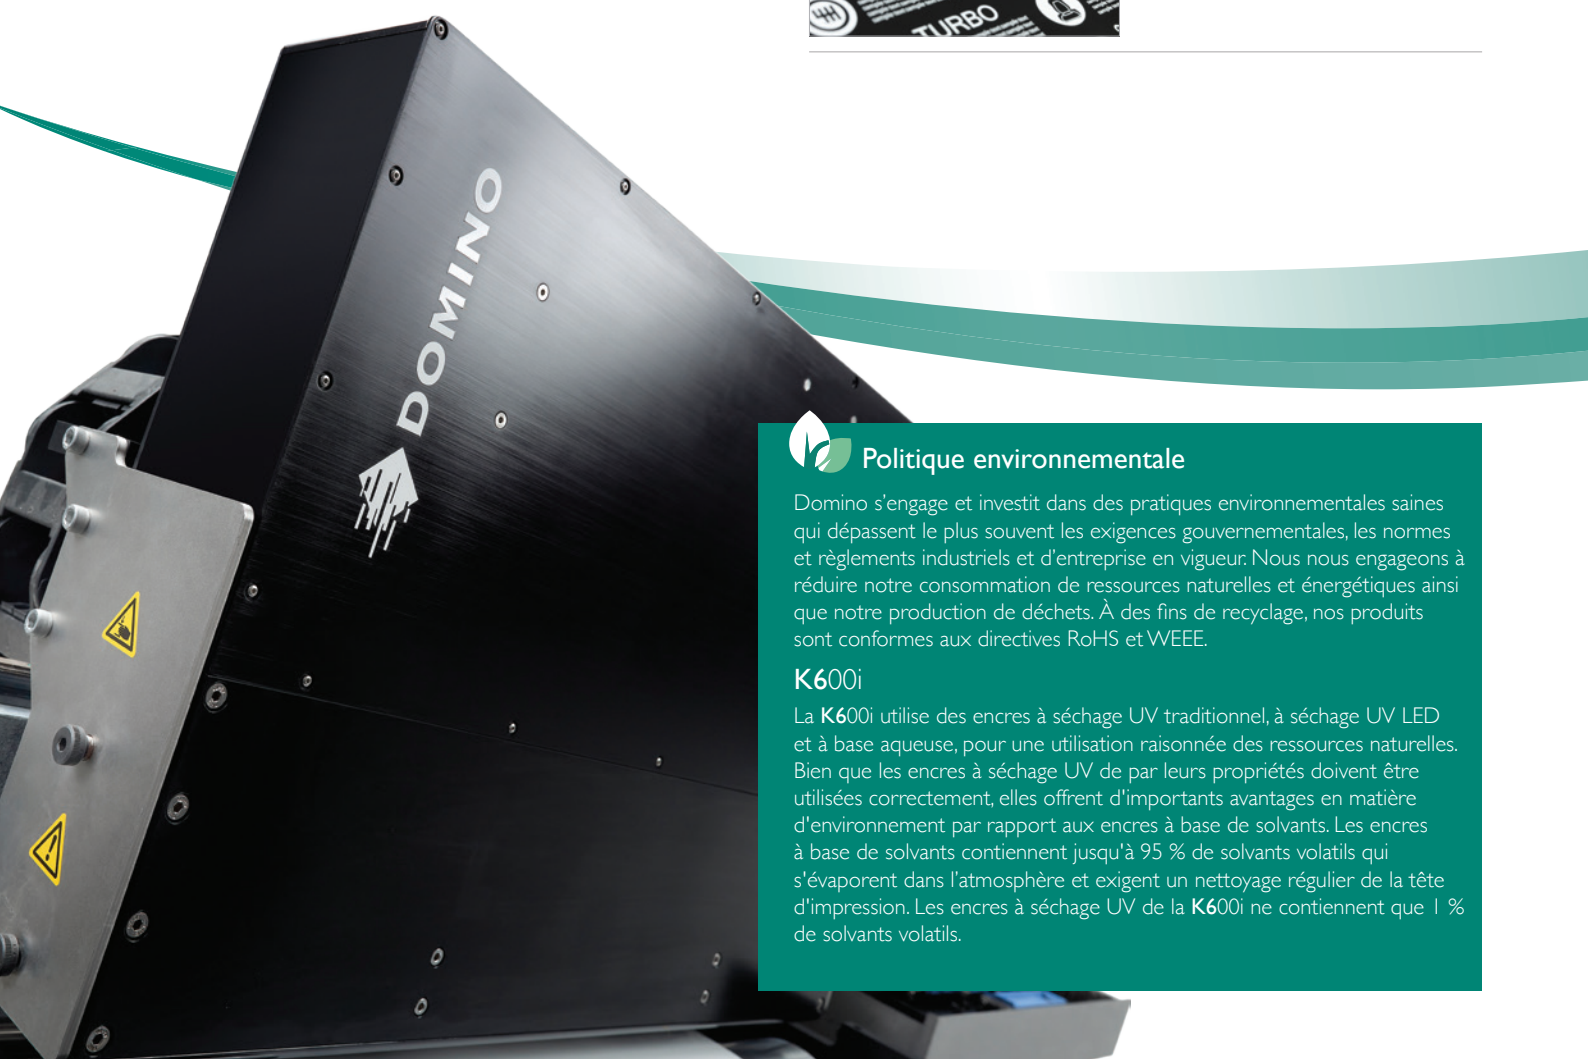 TURBO
DOMINO
Politique environnementale
Domino s’engage et investit dans des pratiques environnementales saines
qui dépassent le plus souvent les exigences gouvernementales, les normes
et règlements industriels et d’entreprise en vigueur. Nous nous engageons à
réduire notre consommation de ressources naturelles et énergétiques ainsi
que notre production de déchets. À des fins de recyclage, nos produits
sont conformes aux directives RoHS et WEEE.
K600i
La K600i utilise des encres à séchage UV traditionnel, à séchage UV LED
et à base aqueuse, pour une utilisation raisonnée des ressources naturelles.
Bien que les encres à séchage UV de par leurs propriétés doivent être
utilisées correctement, elles offrent d'importants avantages en matière
d'environnement par rapport aux encres à base de solvants. Les encres
à base de solvants contiennent jusqu'à 95 % de solvants volatils qui
s'évaporent dans l’atmosphère et exigent un nettoyage régulier de la tête
d'impression. Les encres à séchage UV de la K600i ne contiennent que 1 %
de solvants volatils.